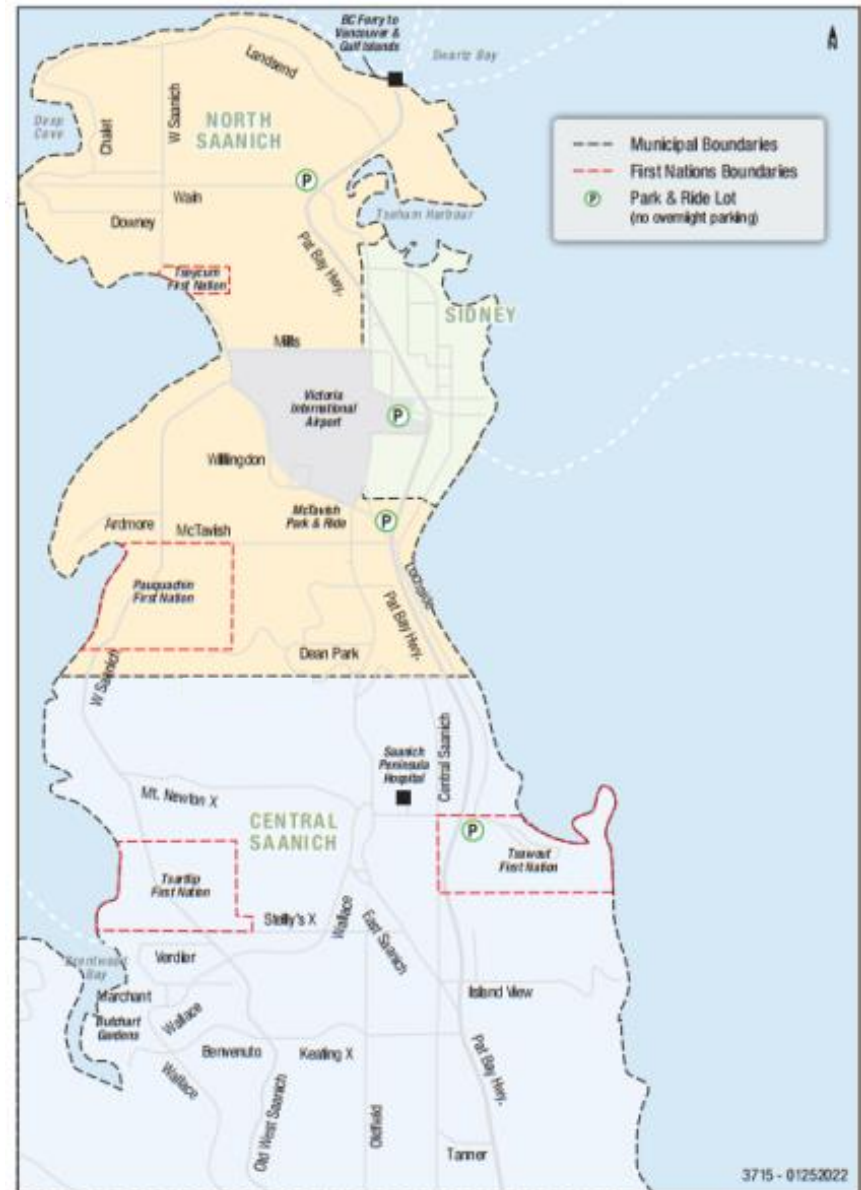 BC Ferry to
Vancouver &
Gulf Islands
Swartz Bay
Landsend
NORTH
SAANICH
Deep
Cove
Chalet
W Saanich
Municipal Boundaries
First Nations Boundaries
P Park & Ride Lot
(no overnight parking)
P
Wain
Downey
Tsehum Harbour
Pat Bay Hwy.
Tseycum
First Nation
SIDNEY
Mills
Victoria
International
Airport
P
Willingdon
McTavish
Park & Ride
P
Ardmore
McTavish
Pauquachin
First Nation
Lochside
Pat Bay Hwy.
Dean Park
W Saanich
Saanich
Peninsula
Hospital
Central Saanich
Mt. Newton X
CENTRAL
SAANICH
P
Tsawout
First Nation
Tsartlip
First Nation
Stelly's X
Wallace
East Saanich
Brentwood
Bay
Verdier
Marchant
Island View
Butchart
Gardens
Wallace
Benvenuto
Keating X
Pat Bay Hwy.
Wallace
Old West Saanich
Oldfield
Tanner
3715 - 01252022